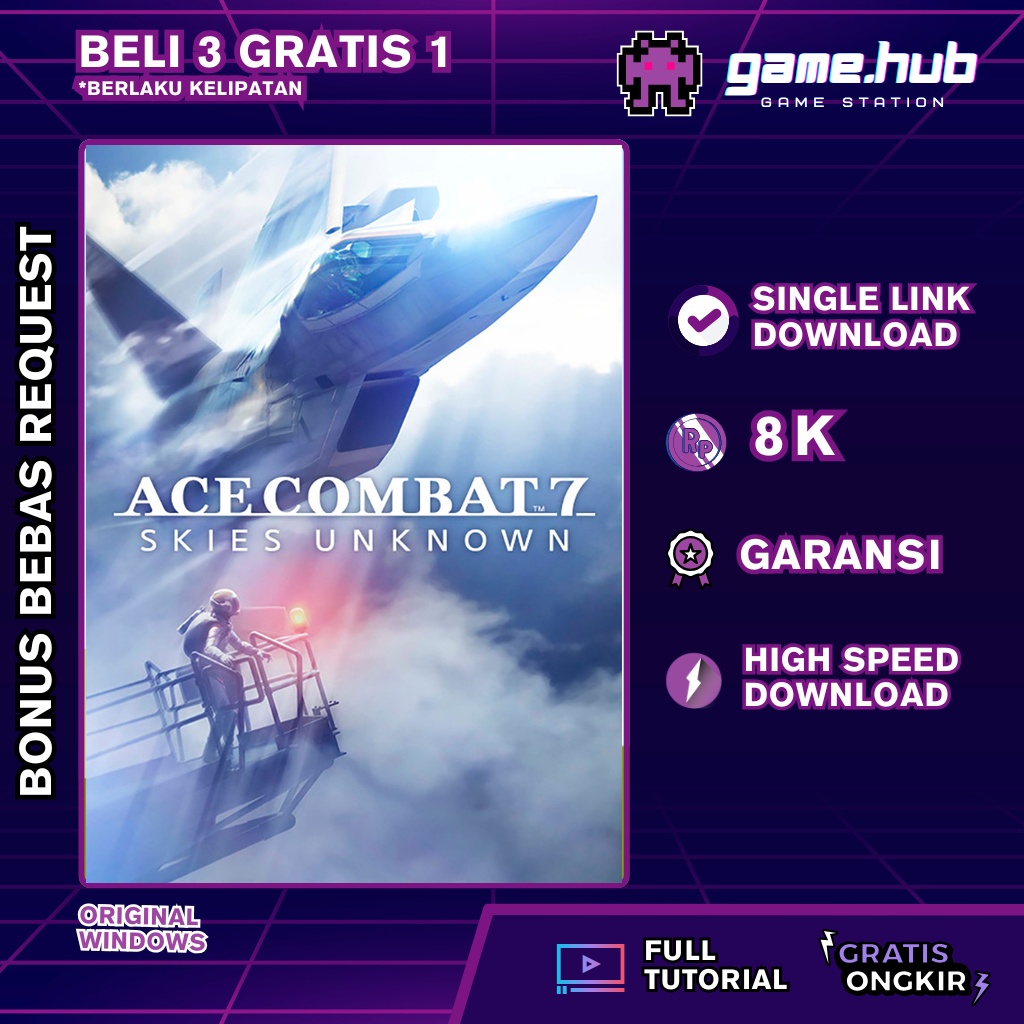 BELI 3 GRATIS 1
*BERLAKU KELIPATAN
game.hub
GAME STATION
BONUS BEBAS REQUEST
ACE COMBAT™ 7
SKIES UNKNOWN
SINGLE LINK
DOWNLOAD
Rp
8K
GARANSI
HIGH SPEED
DOWNLOAD
ORIGINAL
WINDOWS
FULL
TUTORIAL
GRATIS
ONGKIR